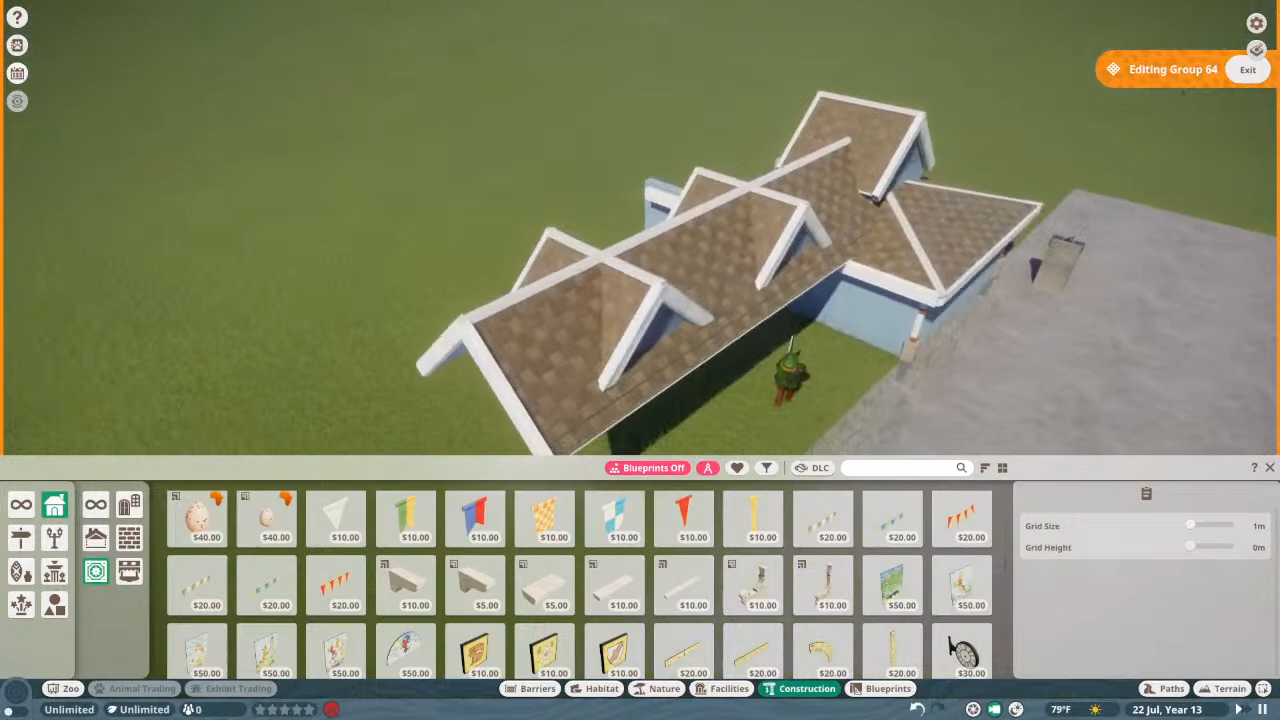 ?
Editing Group 64
Exit
Blueprints Off
DLC
? ×
$40.00 $40.00 $10.00 $10.00 $10.00 $10.00 $10.00 $10.00 $10.00 $20.00 $20.00 $20.00
$20.00 $20.00 $20.00 $10.00 $5.00 $5.00 $10.00 $10.00 $10.00 $10.00 $50.00 $50.00
$50.00 $50.00 $50.00 $50.00 $10.00 $10.00 $10.00 $20.00 $20.00 $20.00 $20.00 $30.00
Grid Size 1m
Grid Height 0m
Zoo Animal Trading Exhibit Trading Barriers Habitat Nature Facilities Construction Blueprints Paths Terrain
Unlimited Unlimited 0 79°F 22 Jul, Year 13